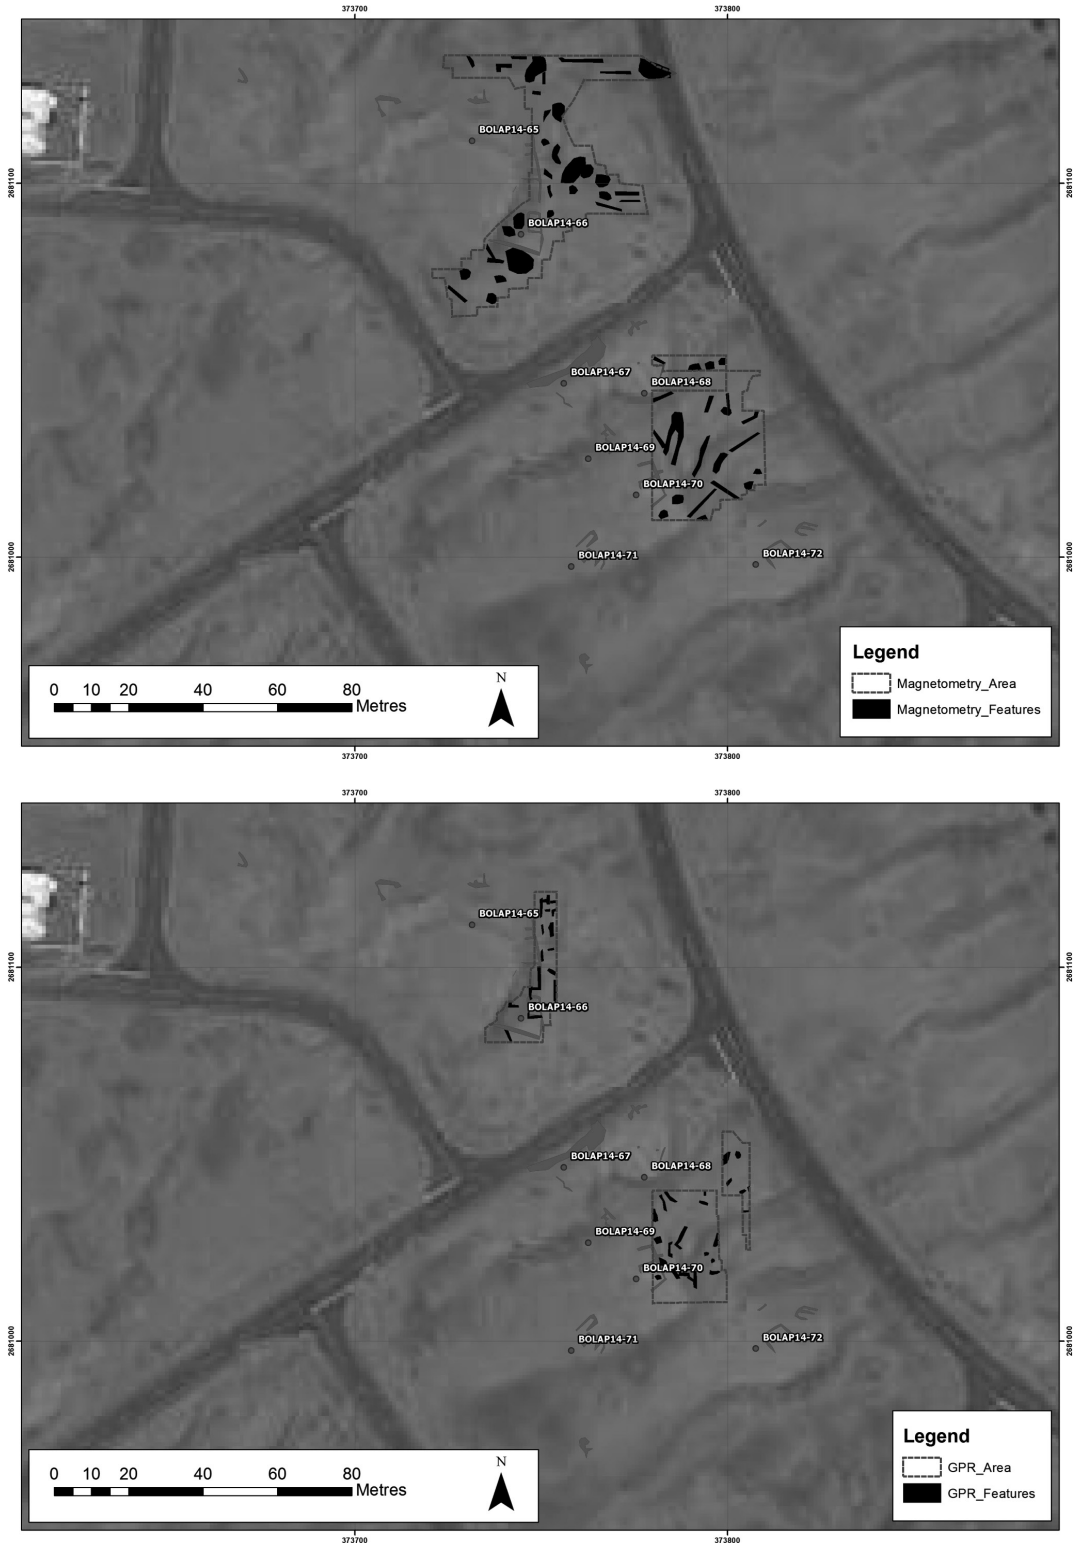 373700
373800
2681100
2681100
BOLAP14-65
BOLAP14-66
BOLAP14-67
BOLAP14-68
BOLAP14-69
BOLAP14-70
2681000
2681000
BOLAP14-71
BOLAP14-72
0 10 20 40 60 80
Metres
N
Legend
Magnetometry_Area
Magnetometry_Features
373700
373800
373700
373800
2681100
2681100
BOLAP14-65
BOLAP14-66
BOLAP14-67
BOLAP14-68
BOLAP14-69
BOLAP14-70
2681000
2681000
BOLAP14-71
BOLAP14-72
0 10 20 40 60 80
Metres
N
Legend
GPR_Area
GPR_Features
373700
373800